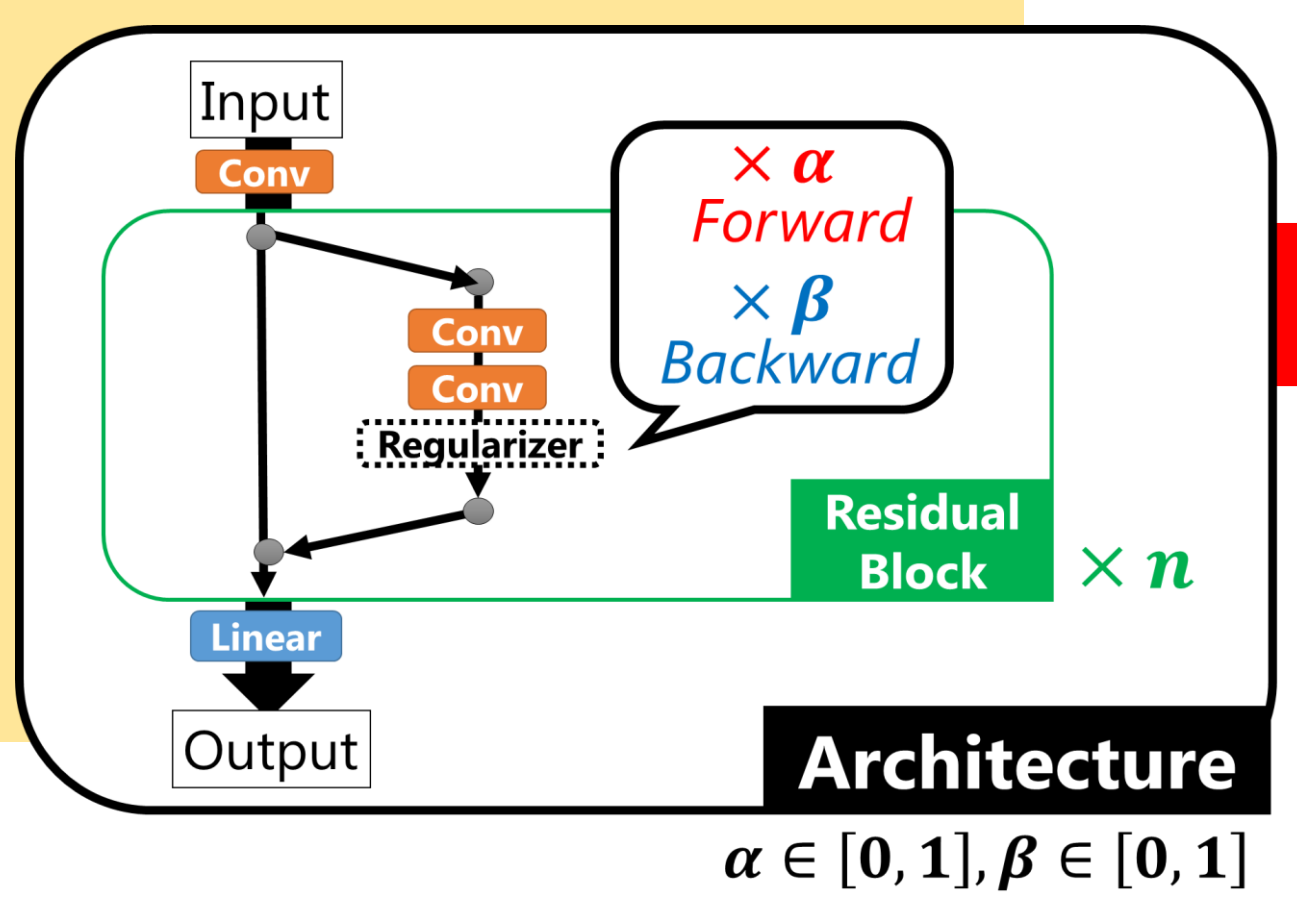 Input
Conv
× α
Forward
× β
Backward
Conv
Conv
Regularizer
Residual
Block
× n
Linear
Output
Architecture
α ∈ [0, 1], β ∈ [0, 1]